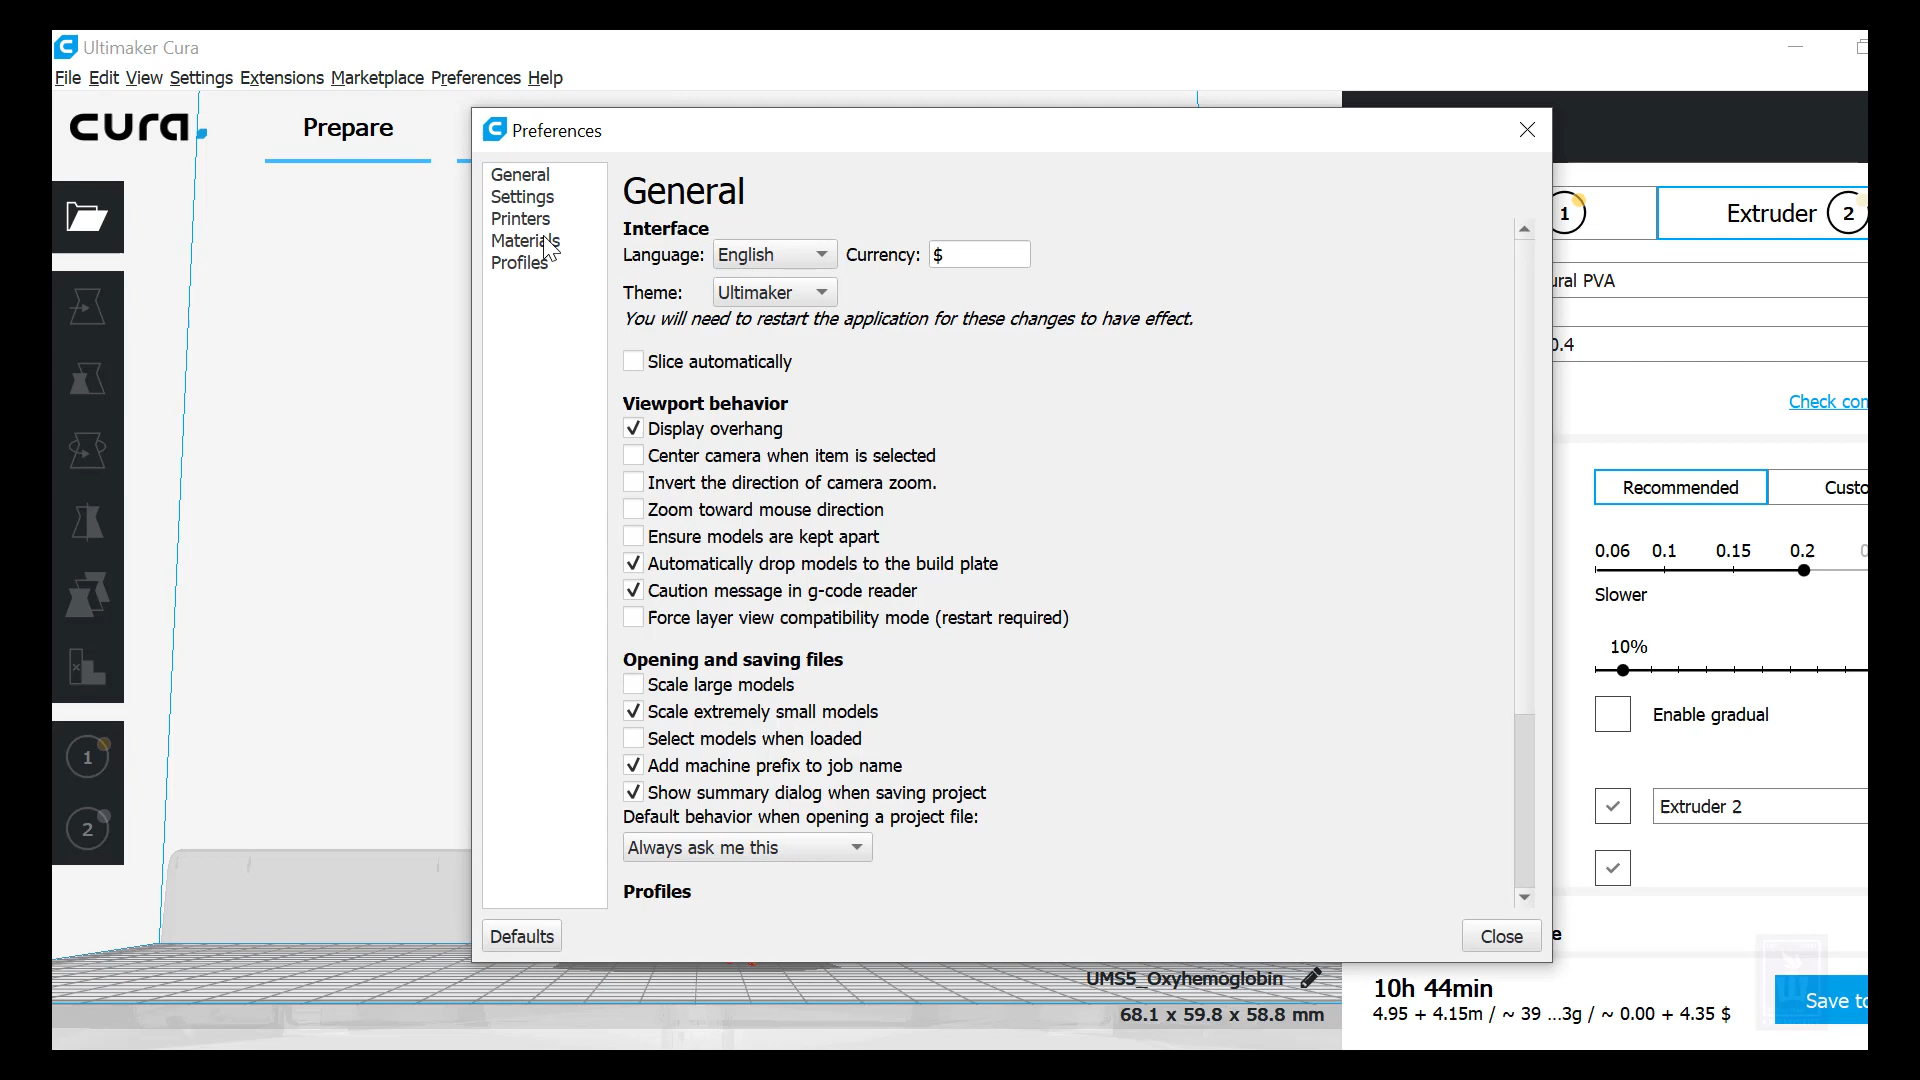 Ultimaker Cura
File Edit View Settings Extensions Marketplace Preferences Help
cura.
Prepare
Preferences
General
Settings
Printers
Materials
Profiles
General
Interface
Language: English Currency: $
Theme: Ultimaker
You will need to restart the application for these changes to have effect.
Slice automatically
Viewport behavior
Display overhang
Center camera when item is selected
Invert the direction of camera zoom.
Zoom toward mouse direction
Ensure models are kept apart
Automatically drop models to the build plate
Caution message in g-code reader
Force layer view compatibility mode (restart required)
Opening and saving files
Scale large models
Scale extremely small models
Select models when loaded
Add machine prefix to job name
Show summary dialog when saving project
Default behavior when opening a project file:
Always ask me this
Profiles
Defaults
Close
1
2
1
Extruder 2
ural PVA
0.4
Check con
Recommended
Custo
0.06 0.1 0.15 0.2
Slower
10%
Enable gradual
Extruder 2
e
UMS5_Oxyhemoglobin
68.1 x 59.8 x 58.8 mm
10h 44min
4.95 + 4.15m / ~ 39 ...3g / ~ 0.00 + 4.35 $
Save to